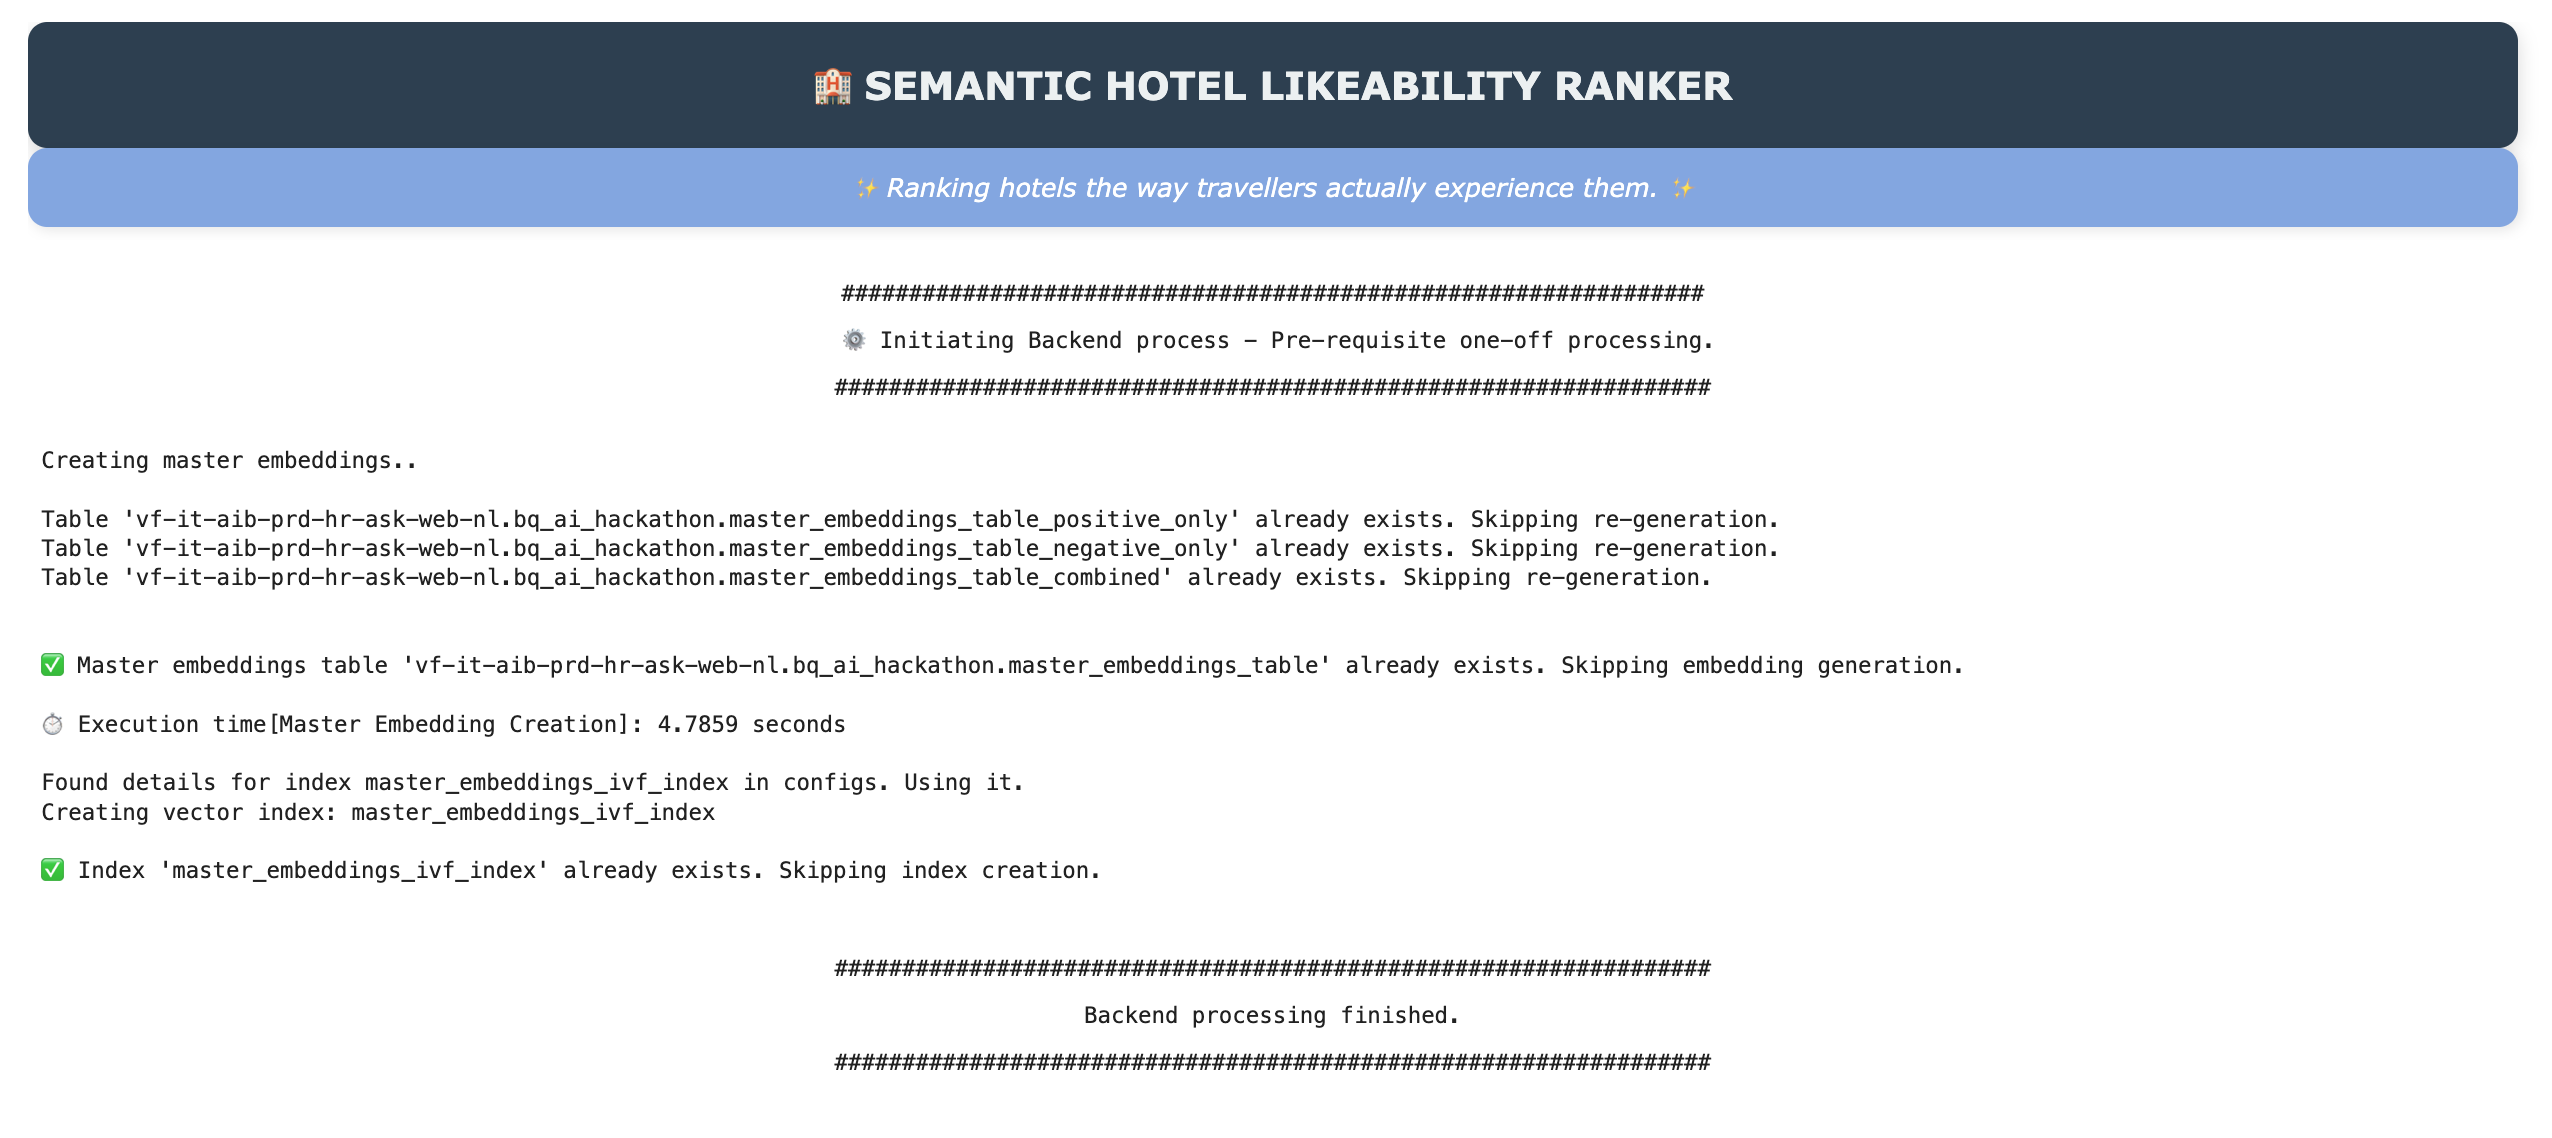 🏨 SEMANTIC HOTEL LIKEABILITY RANKER
✨ Ranking hotels the way travellers actually experience them. ✨
################################################################
⚙️ Initiating Backend process - Pre-requisite one-off processing.
#################################################################
Creating master embeddings..
Table 'vf-it-aib-prd-hr-ask-web-nl.bq_ai_hackathon.master_embeddings_table_positive_only' already exists. Skipping re-generation.
Table 'vf-it-aib-prd-hr-ask-web-nl.bq_ai_hackathon.master_embeddings_table_negative_only' already exists. Skipping re-generation.
Table 'vf-it-aib-prd-hr-ask-web-nl.bq_ai_hackathon.master_embeddings_table_combined' already exists. Skipping re-generation.
✅ Master embeddings table 'vf-it-aib-prd-hr-ask-web-nl.bq_ai_hackathon.master_embeddings_table' already exists. Skipping embedding generation.
⏱️ Execution time[Master Embedding Creation]: 4.7859 seconds
Found details for index master_embeddings_ivf_index in configs. Using it.
Creating vector index: master_embeddings_ivf_index
✅ Index 'master_embeddings_ivf_index' already exists. Skipping index creation.
#################################################################
Backend processing finished.
#################################################################